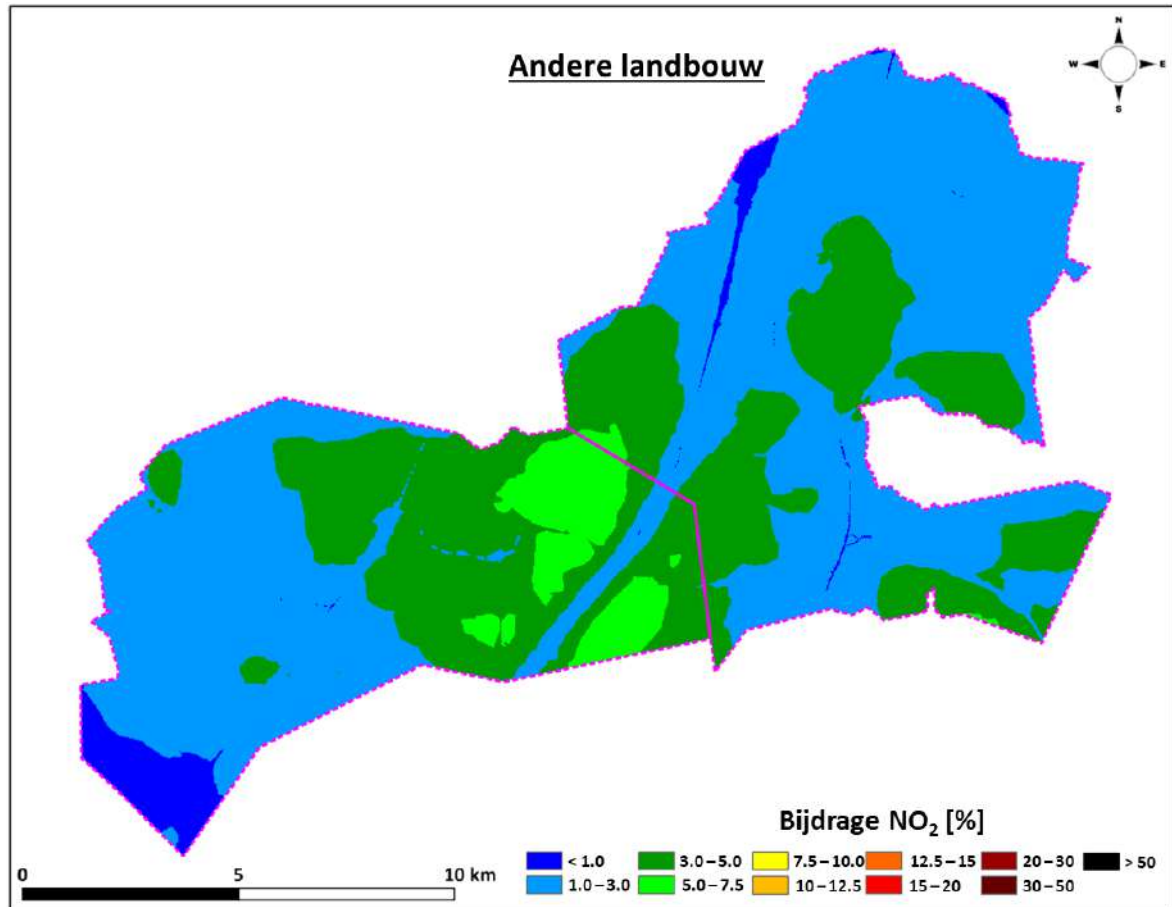 Andere landbouw
N
W E
S
Bijdrage NO₂ [%]
0 5 10 km
< 1.0 3.0 – 5.0 7.5 – 10.0 12.5 – 15 20 – 30 > 50
1.0 – 3.0 5.0 – 7.5 10 – 12.5 15 – 20 30 – 50